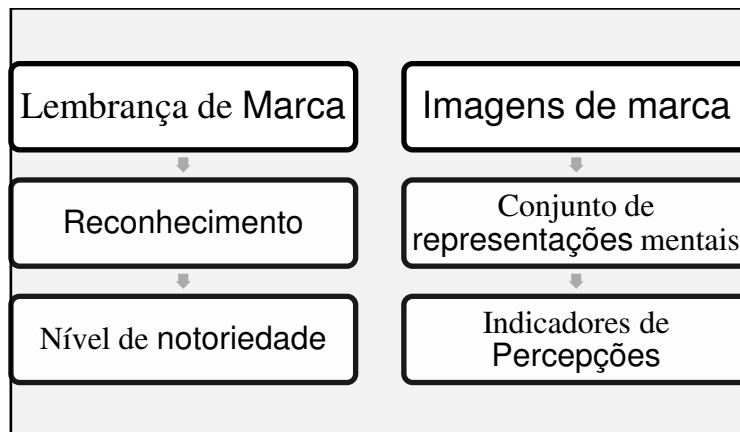 Lembrança de Marca
Reconhecimento
Nível de notoriedade
Imagens de marca
Conjunto de
representações mentais
Indicadores de
Percepções